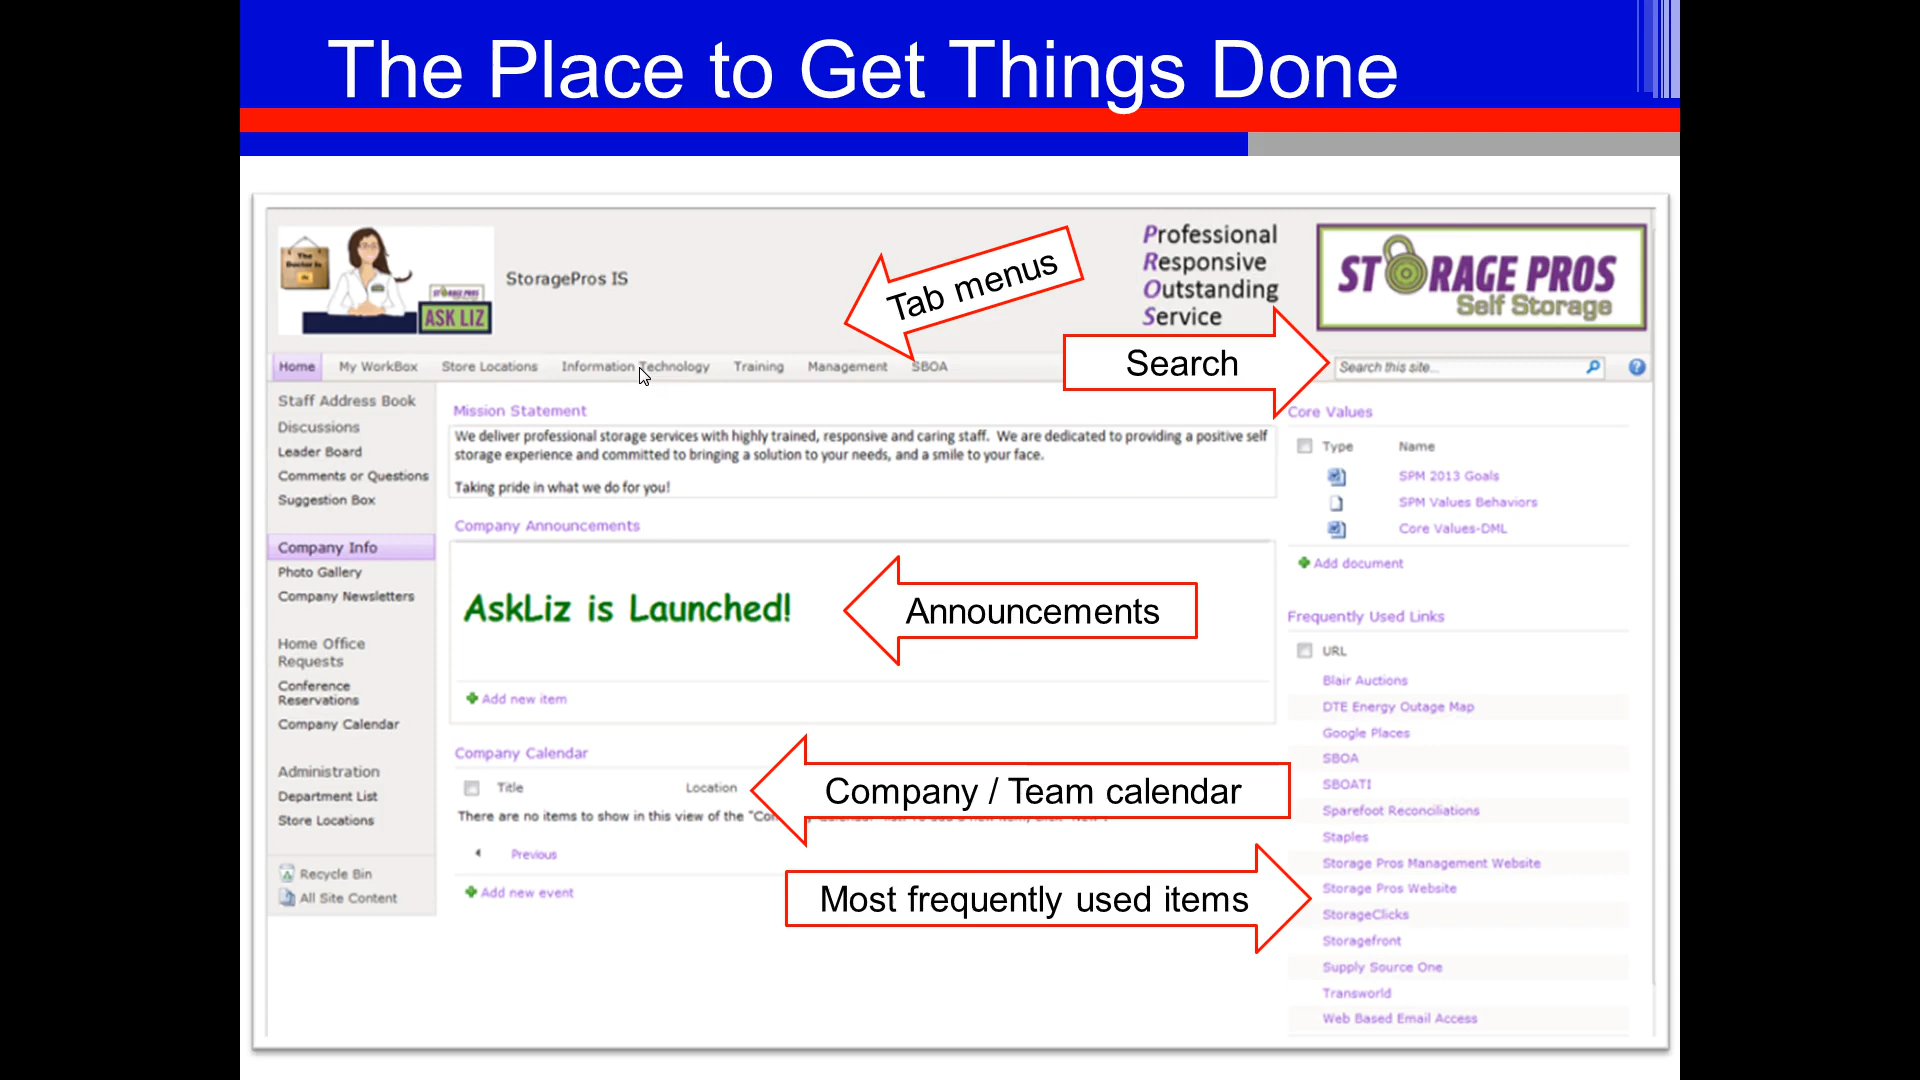 The Place to Get Things Done
The
Doctor Is
STORAGE PROS
ASK LIZ
StoragePros IS
Tab menus
Professional
Responsive
Outstanding
Service
STORAGE PROS
Self Storage
Home My WorkBox Store Locations Information Technology Training Management SBOA
Search
Search this site...
Staff Address Book
Discussions
Leader Board
Comments or Questions
Suggestion Box
Company Info
Photo Gallery
Company Newsletters
Home Office
Requests
Conference
Reservations
Company Calendar
Administration
Department List
Store Locations
Recycle Bin
All Site Content
Mission Statement
We deliver professional storage services with highly trained, responsive and caring staff. We are dedicated to providing a positive self
storage experience and committed to bringing a solution to your needs, and a smile to your face.
Taking pride in what we do for you!
Company Announcements
AskLiz is Launched!
Announcements
Add new item
Company Calendar
Title Location
Company / Team calendar
There are no items to show in this view of the "Co
Previous
Add new event
Most frequently used items
Core Values
Type Name
SPM 2013 Goals
SPM Values Behaviors
Core Values-DML
Add document
Frequently Used Links
URL
Blair Auctions
DTE Energy Outage Map
Google Places
SBOA
SBOATI
Sparefoot Reconciliations
Staples
Storage Pros Management Website
Storage Pros Website
StorageClicks
Storagefront
Supply Source One
Transworld
Web Based Email Access